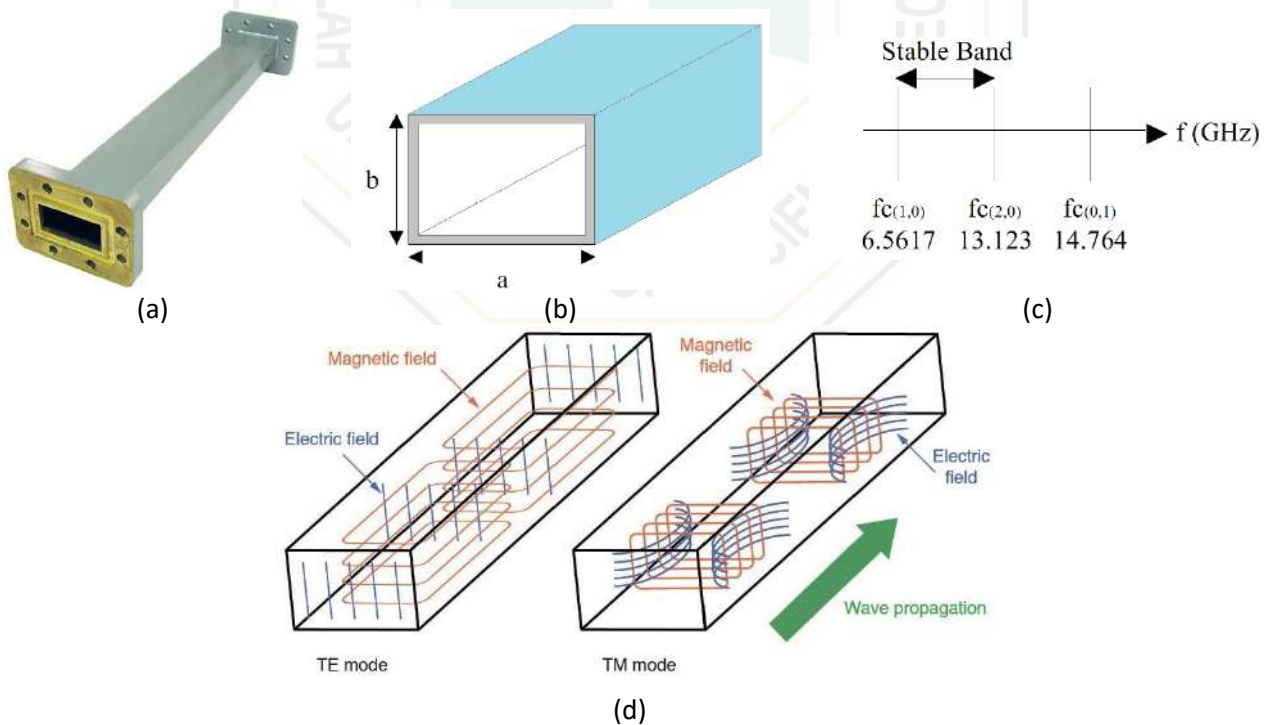 Stable Band
f (GHz)
fc(1,0) fc(2,0) fc(0,1)
6.5617 13.123 14.764
b
a
(a)
(b)
(c)
Magnetic field
Electric field
TE mode
Magnetic
field
Electric
field
Wave propagation
TM mode
(d)